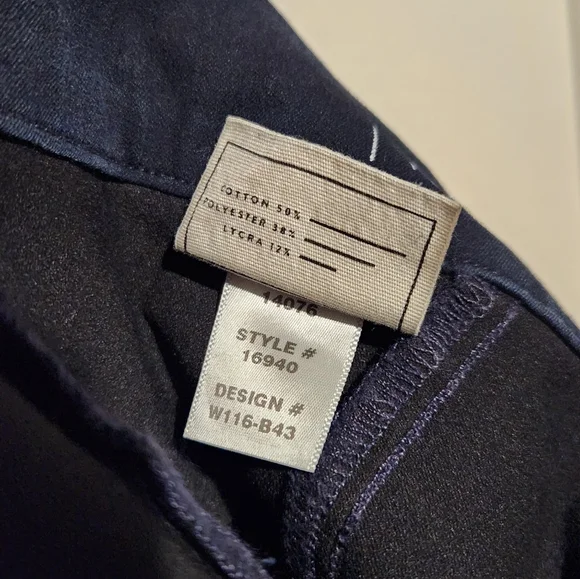 COTTON 50%
POLYESTER 38%
LYCRA 12%
14076
STYLE #
16940
DESIGN #
W116-B43